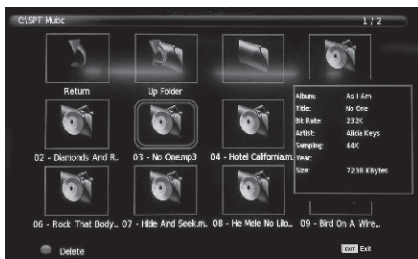 C:\SPT Muisc
1 / 2
Return
Up Folder
Album: As I Am
Title: No One
Bit Rate: 232K
Artist: Alicia Keys
Sampling: 44K
Year:
Size: 7238 KBytes
02 - Diamonds And R..
03 - No One.mp3
04 - Hotel California.m.
06 - Rock That Body..
07 - Hide And Seek.m..
08 - He Mele No Lilo..
09 - Bird On A Wire..
Delete
EXIT Exit